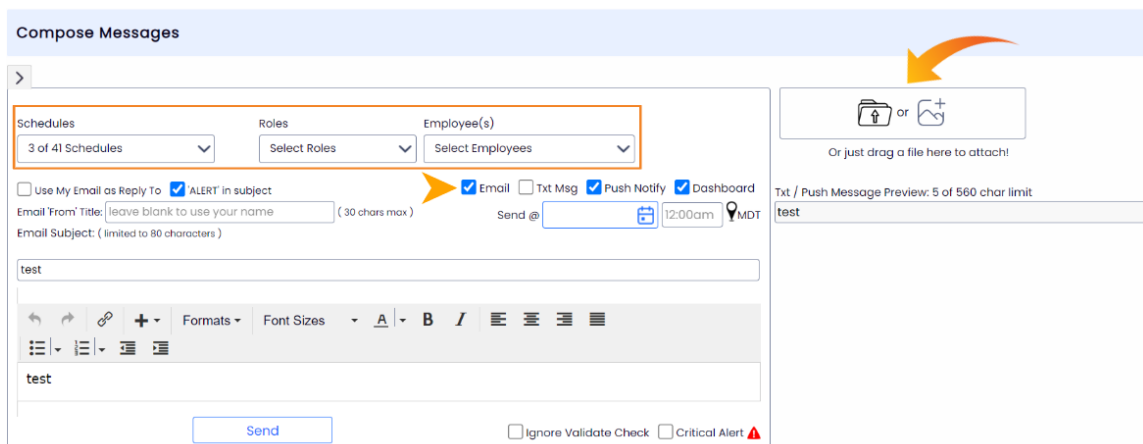 Compose Messages
Schedules Roles Employee(s)
3 of 41 Schedules Select Roles Select Employees
or
Or just drag a file here to attach!
Use My Email as Reply To 'ALERT' in subject Email Txt Msg Push Notify Dashboard
Txt / Push Message Preview: 5 of 560 char limit
Email 'From' Title: leave blank to use your name ( 30 chars max ) Send @ 12:00am MDT
test
Email Subject: ( limited to 80 characters )
test
Formats Font Sizes A B I
test
Send Ignore Validate Check Critical Alert